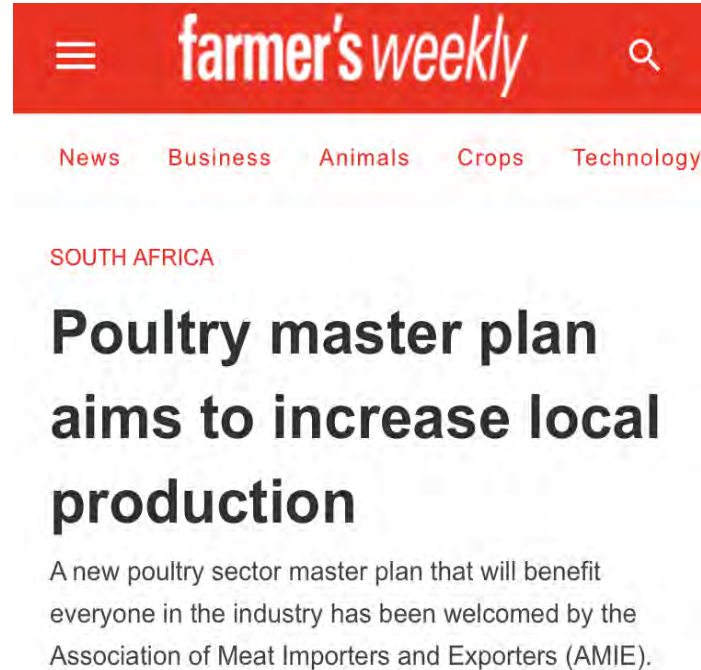 farmer's weekly
News Business Animals Crops Technology
SOUTH AFRICA
Poultry master plan
aims to increase local
production
A new poultry sector master plan that will benefit
everyone in the industry has been welcomed by the
Association of Meat Importers and Exporters (AMIE).